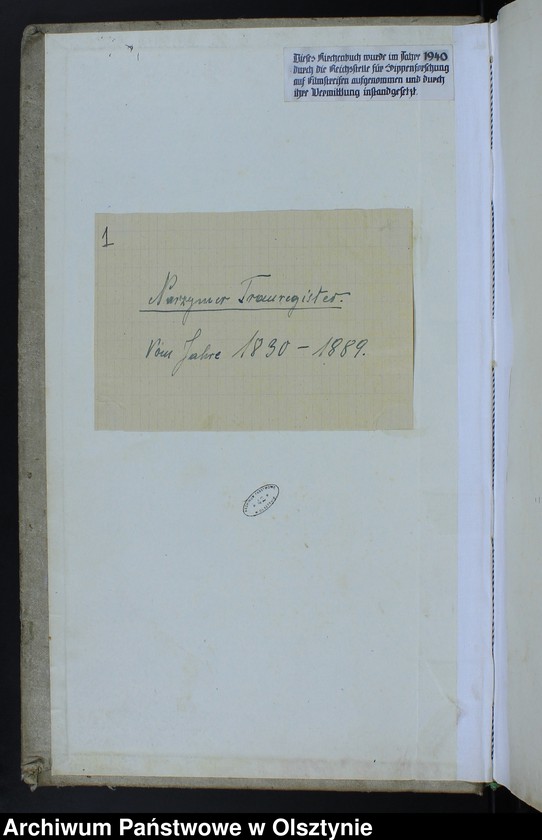 Dieses Kirchenbuch wurde im Jahre 1940
durch die Reichsstelle für Sippenforschung
auf Filmstreifen aufgenommen und durch
ihre Vermittlung instandgesetzt.
1
Narzymer Trauregister.
Vom Jahre 1830 – 1889.
Archiwum Państwowe w Olsztynie